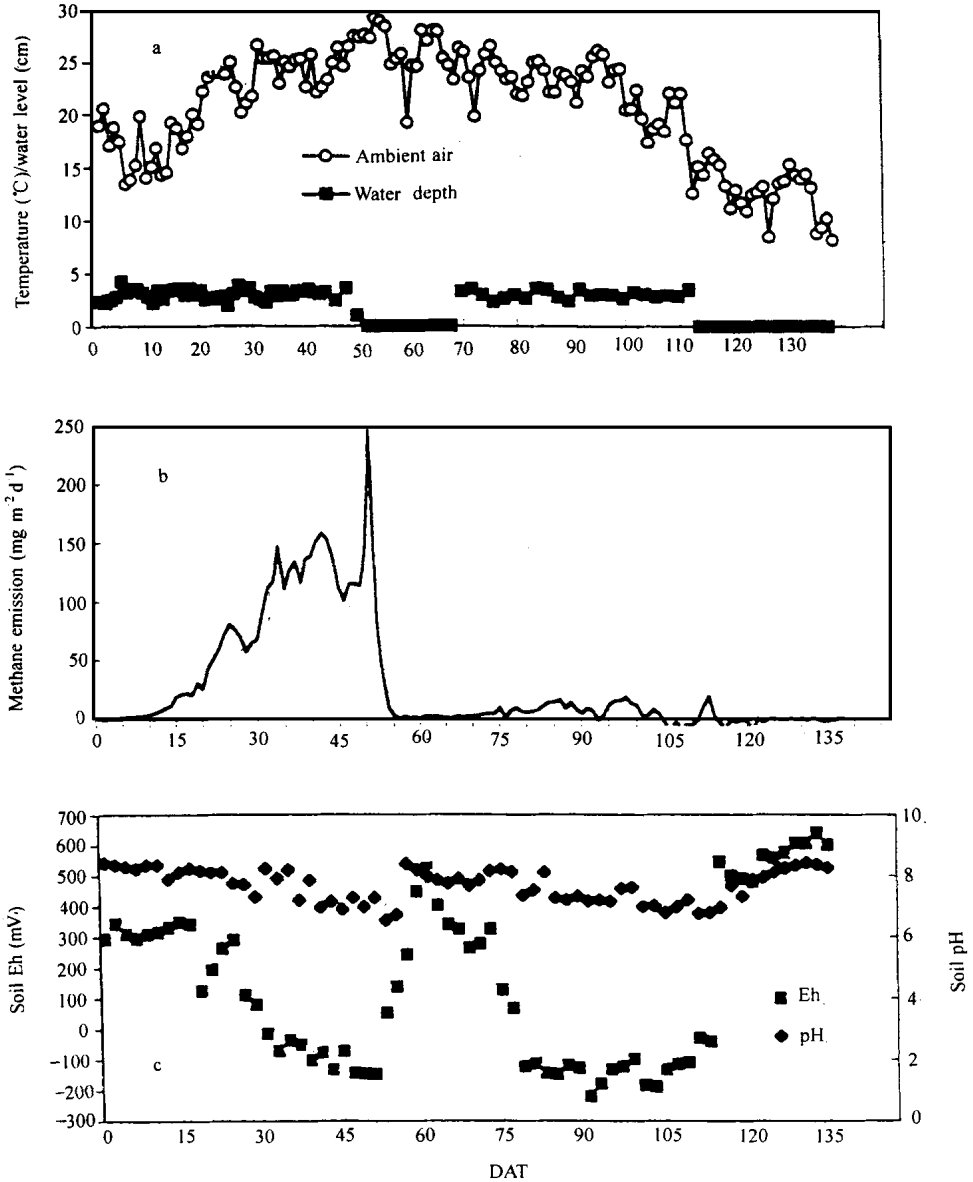 30
25
20
15
10
5
0
Temperature (℃)/water level (cm)
a
Ambient air
Water depth
0 10 20 30 40 50 60 70 80 90 100 110 120 130
250
200
150
100
50
0
Methane emission (mg m⁻² d⁻¹)
b
0 15 30 45 60 75 90 105 120 135
700
600
500
400
300
200
100
0
−100
−200
−300
Soil Eh (mV)
c
Eh
pH
10
8
6
4
2
0
Soil pH
0 15 30 45 60 75 90 105 120 135
DAT